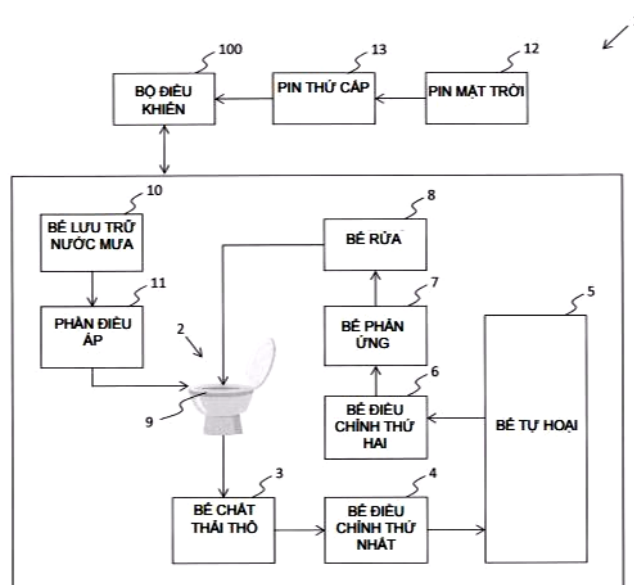 100
13
12
BỘ ĐIỀU
KHIỂN
PIN THỨ CẤP
PIN MẶT TRỜI
10
BỂ LƯU TRỮ
NƯỚC MƯA
8
BỂ RỬA
11
PHẦN ĐIỀU
ÁP
7
BỂ PHẢN
ỨNG
5
2
6
BỂ ĐIỀU
CHỈNH THỨ
HAI
BỂ TỰ HOẠI
9
3
BỂ CHẤT
THẢI THÔ
4
BỂ ĐIỀU
CHỈNH THỨ
NHẤT